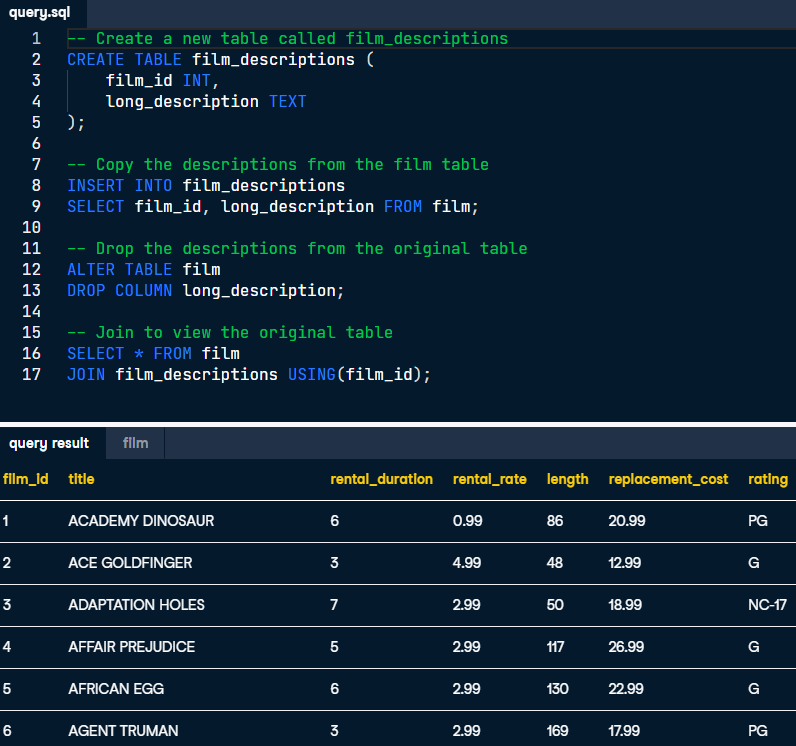 query.sql
1 -- Create a new table called film_descriptions
2 CREATE TABLE film_descriptions (
3     film_id INT,
4     long_description TEXT
5 );
6
7 -- Copy the descriptions from the film table
8 INSERT INTO film_descriptions
9 SELECT film_id, long_description FROM film;
10
11 -- Drop the descriptions from the original table
12 ALTER TABLE film
13 DROP COLUMN long_description;
14
15 -- Join to view the original table
16 SELECT * FROM film
17 JOIN film_descriptions USING(film_id);
query result film
film_id title rental_duration rental_rate length replacement_cost rating
1 ACADEMY DINOSAUR 6 0.99 86 20.99 PG
2 ACE GOLDFINGER 3 4.99 48 12.99 G
3 ADAPTATION HOLES 7 2.99 50 18.99 NC-17
4 AFFAIR PREJUDICE 5 2.99 117 26.99 G
5 AFRICAN EGG 6 2.99 130 22.99 G
6 AGENT TRUMAN 3 2.99 169 17.99 PG